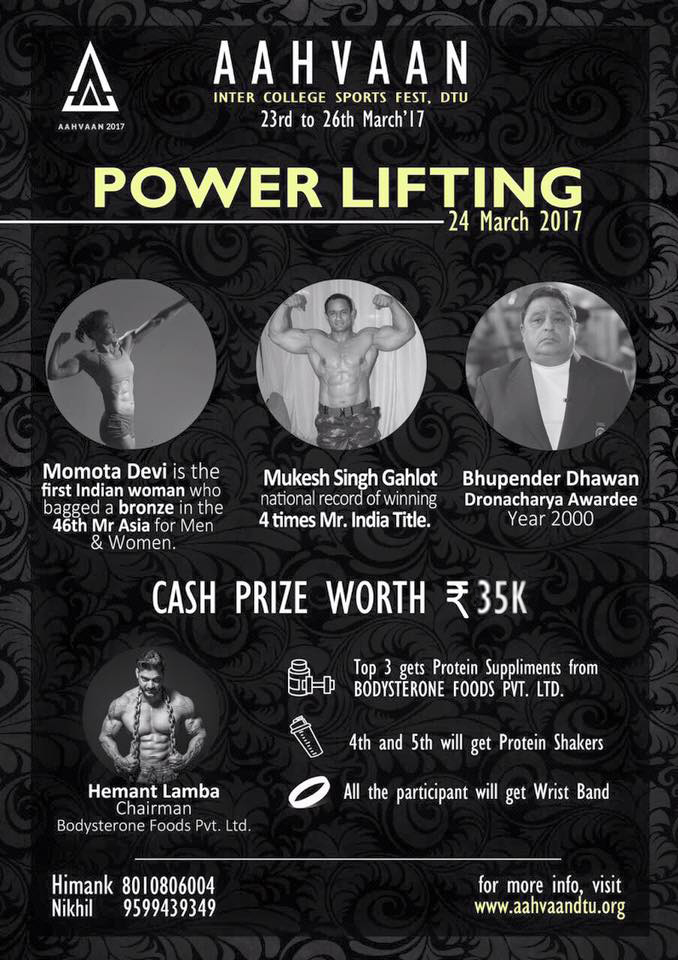 AAHVAAN 2017
AAHVAAN
INTER COLLEGE SPORTS FEST, DTU
23rd to 26th March'17
POWER LIFTING
24 March 2017
Momota Devi is the
first Indian woman who
bagged a bronze in the
46th Mr Asia for Men
& Women.
Mukesh Singh Gahlot
national record of winning
4 times Mr. India Title.
Bhupender Dhawan
Dronacharya Awardee
Year 2000
CASH PRIZE WORTH ₹ 35K
Hemant Lamba
Chairman
Bodysterone Foods Pvt. Ltd.
Top 3 gets Protein Suppliments from
BODYSTERONE FOODS PVT. LTD.
4th and 5th will get Protein Shakers
All the participant will get Wrist Band
Himank 8010806004
Nikhil 9599439349
for more info, visit
www.aahvaandtu.org